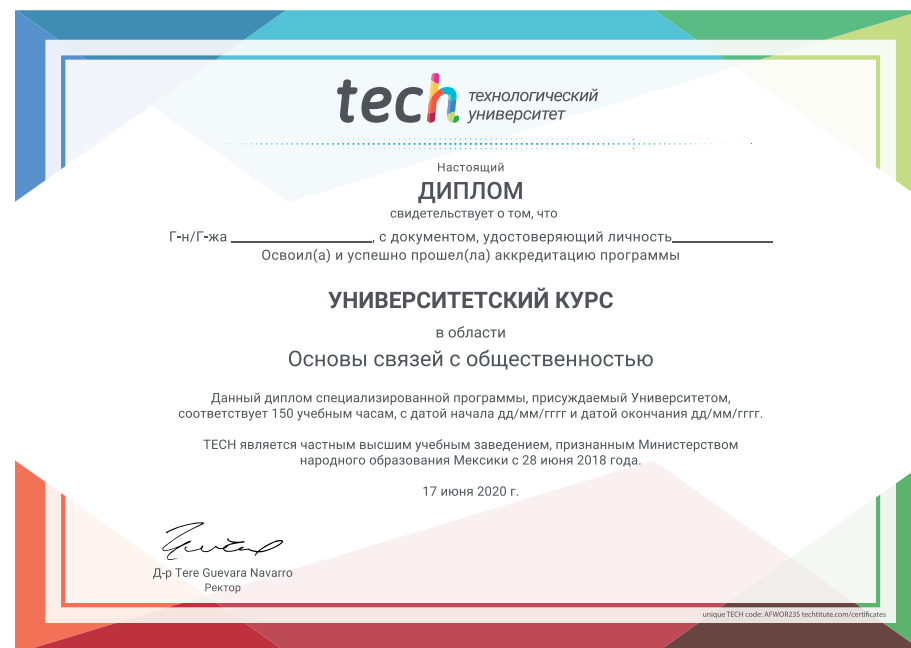 tech технологический
университет
Настоящий
ДИПЛОМ
свидетельствует о том, что
Г-н/Г-жа _________________, с документом, удостоверяющий личность____________
Освоил(а) и успешно прошел(ла) аккредитацию программы
УНИВЕРСИТЕТСКИЙ КУРС
в области
Основы связей с общественностью
Данный диплом специализированной программы, присуждаемый Университетом,
соответствует 150 учебным часам, с датой начала дд/мм/гггг и датой окончания дд/мм/гггг.
TECH является частным высшим учебным заведением, признанным Министерством
народного образования Мексики с 28 июня 2018 года.
17 июня 2020 г.
Д-р Tere Guevara Navarro
Ректор
unique TECH code: AFWOR23S techtitute.com/certificates